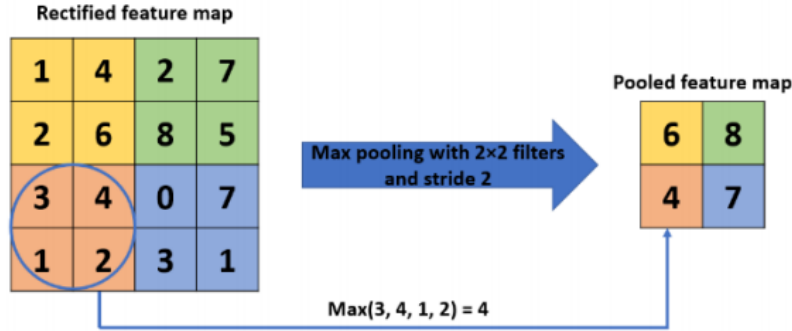 Rectified feature map
1 4 2 7
2 6 8 5
3 4 0 7
1 2 3 1
Max pooling with 2×2 filters
and stride 2
Pooled feature map
6 8
4 7
Max(3, 4, 1, 2) = 4